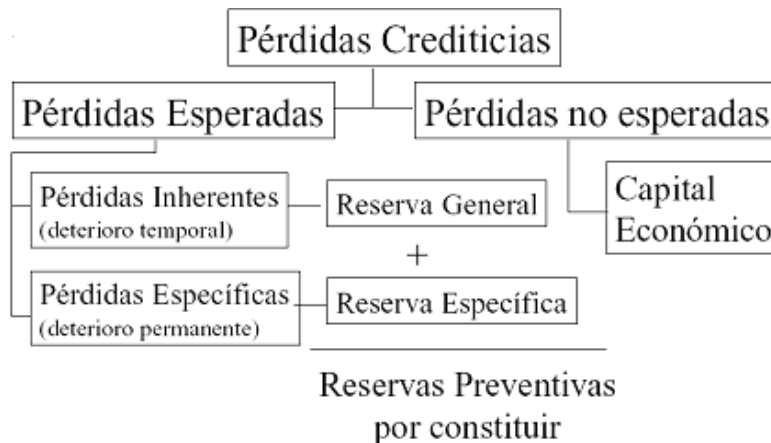 Pérdidas Crediticias
Pérdidas Esperadas
Pérdidas no esperadas
Pérdidas Inherentes
(deterioro temporal)
Reserva General
Capital
Económico
+
Pérdidas Específicas
(deterioro permanente)
Reserva Específica
Reservas Preventivas
por constituir